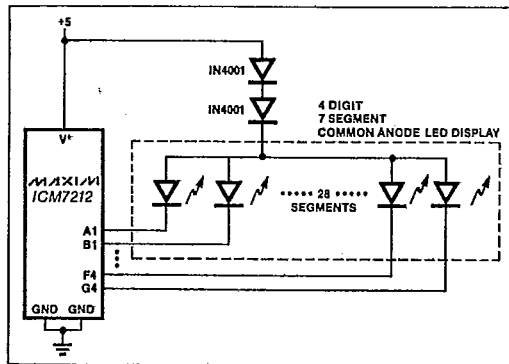 +5
IN4001
IN4001
4 DIGIT
7 SEGMENT
COMMON ANODE LED DISPLAY
V+
MAXIM
ICM7212
28
SEGMENTS
A1
B1
F4
G4
GND GND